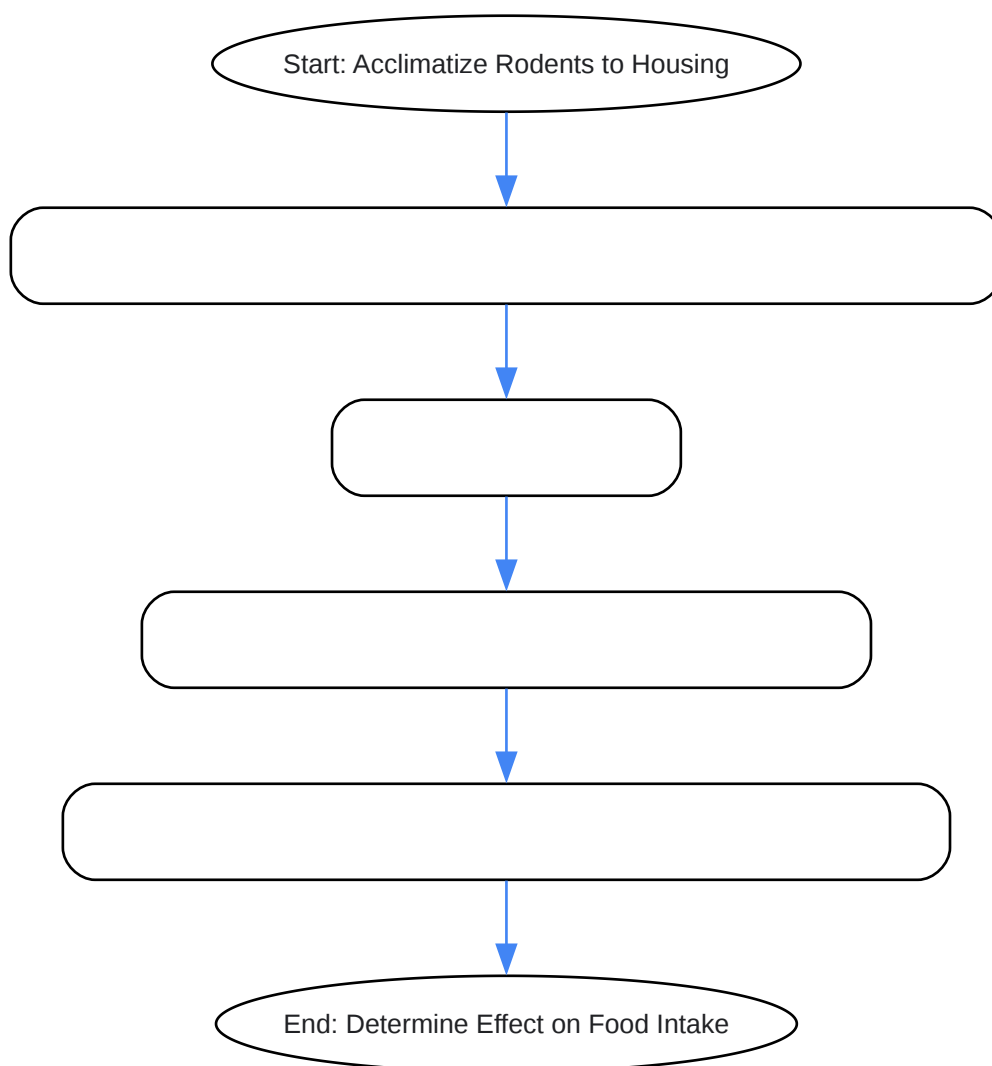 Start: Acclimatize Rodents to Housing
End: Determine Effect on Food Intake